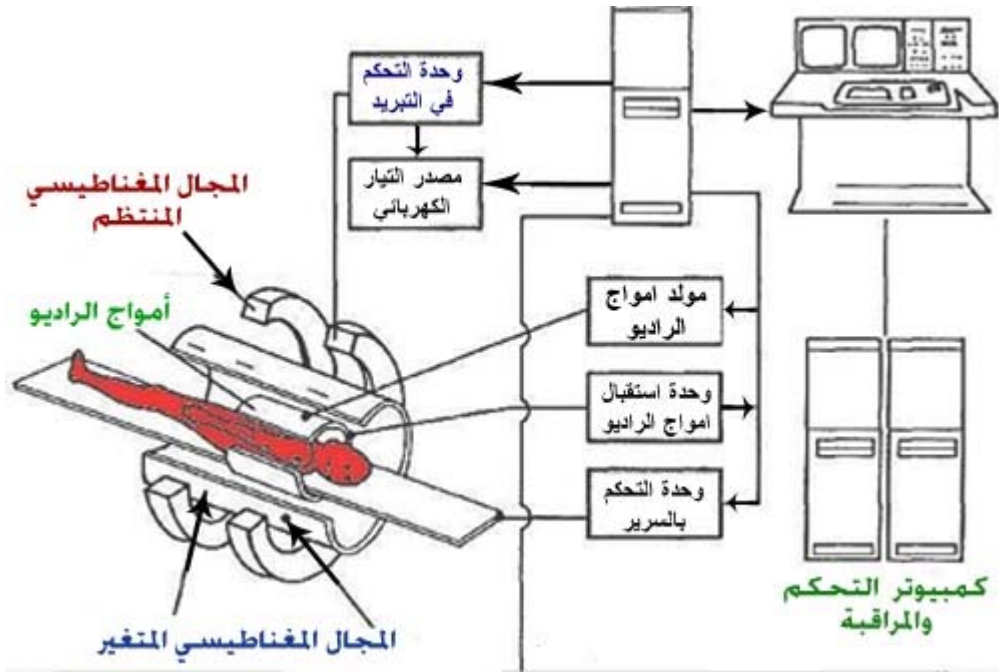 وحدة التحكم
في التبريد
مصدر التيار
الكهربائي
المجال المغناطيسي
المنتظم
أمواج الراديو
مولد امواج
الراديو
وحدة استقبال
امواج الراديو
وحدة التحكم
بالسرير
كمبيوتر التحكم
والمراقبة
المجال المغناطيسي المتغير